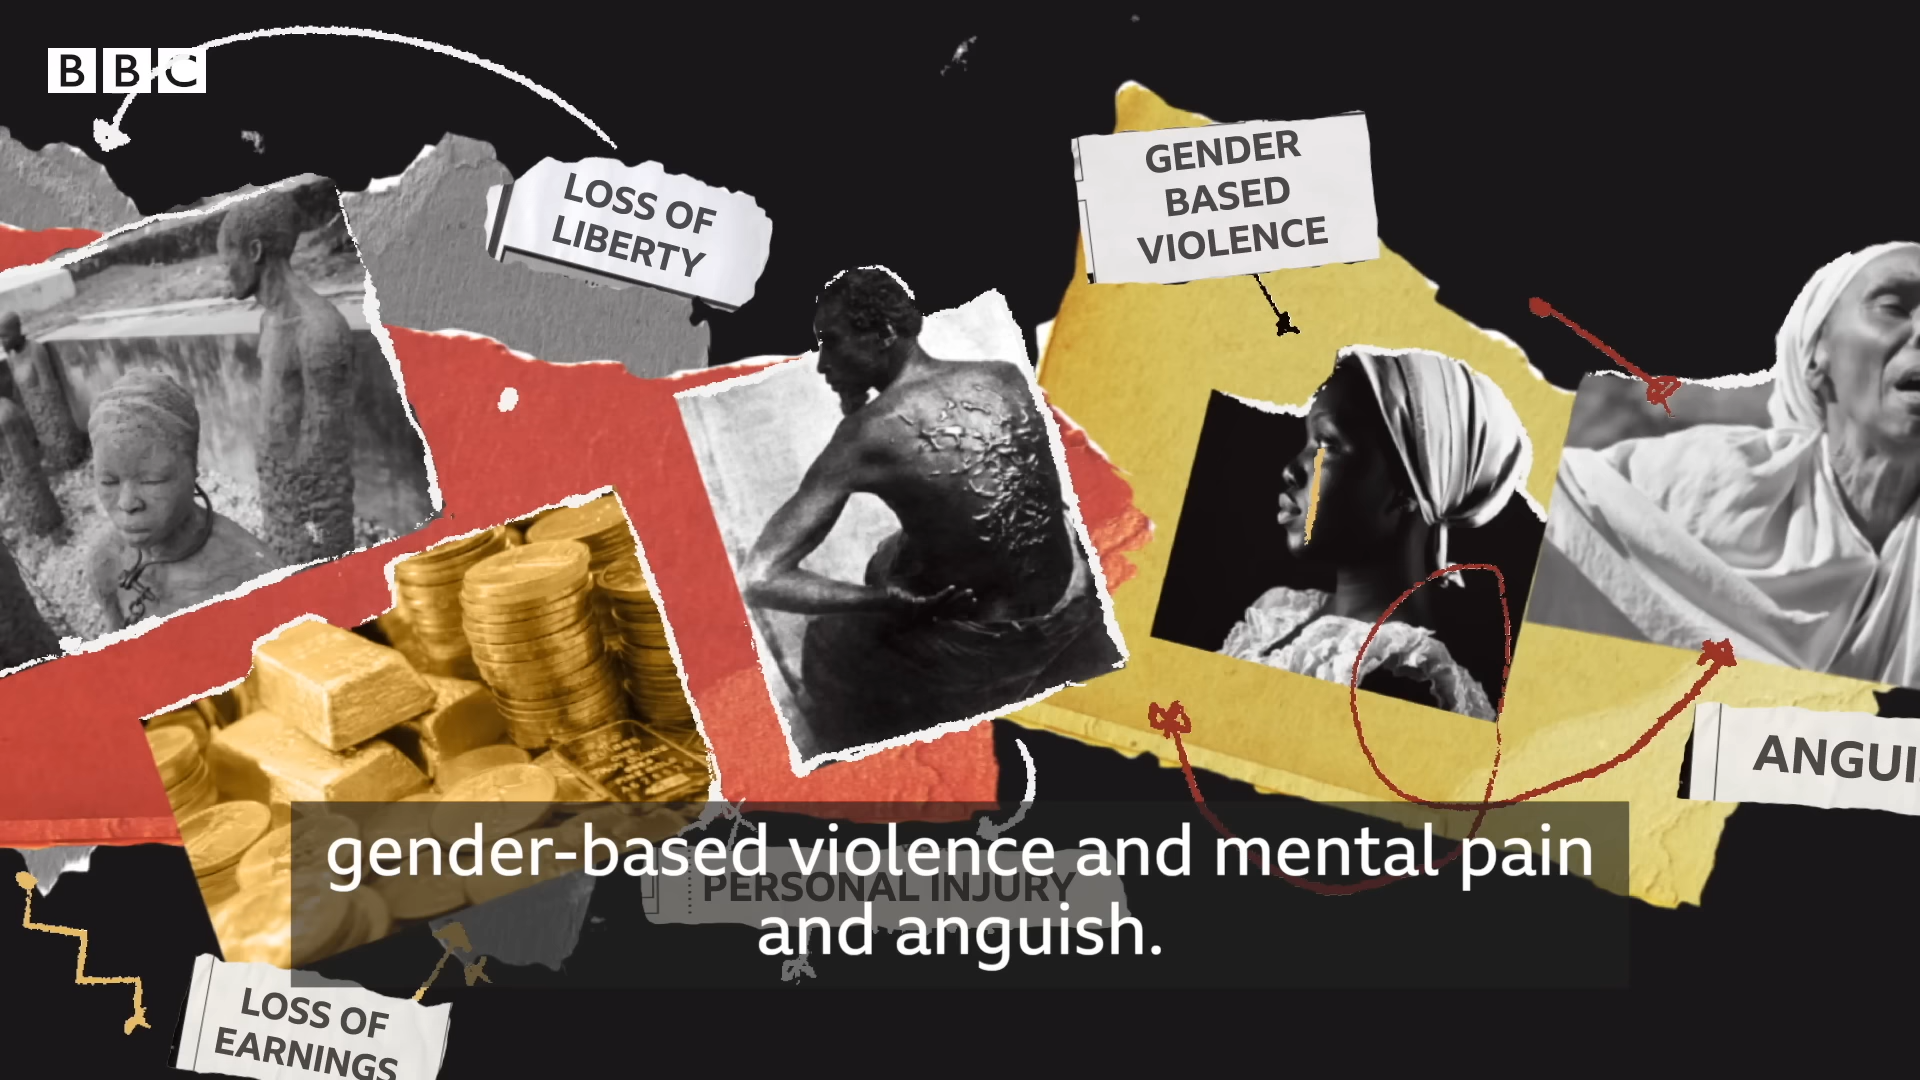 BBC
LOSS OF
LIBERTY
GENDER
BASED
VIOLENCE
ANGUI
PERSONAL INJURY
gender-based violence and mental pain
and anguish.
LOSS OF
EARNINGS